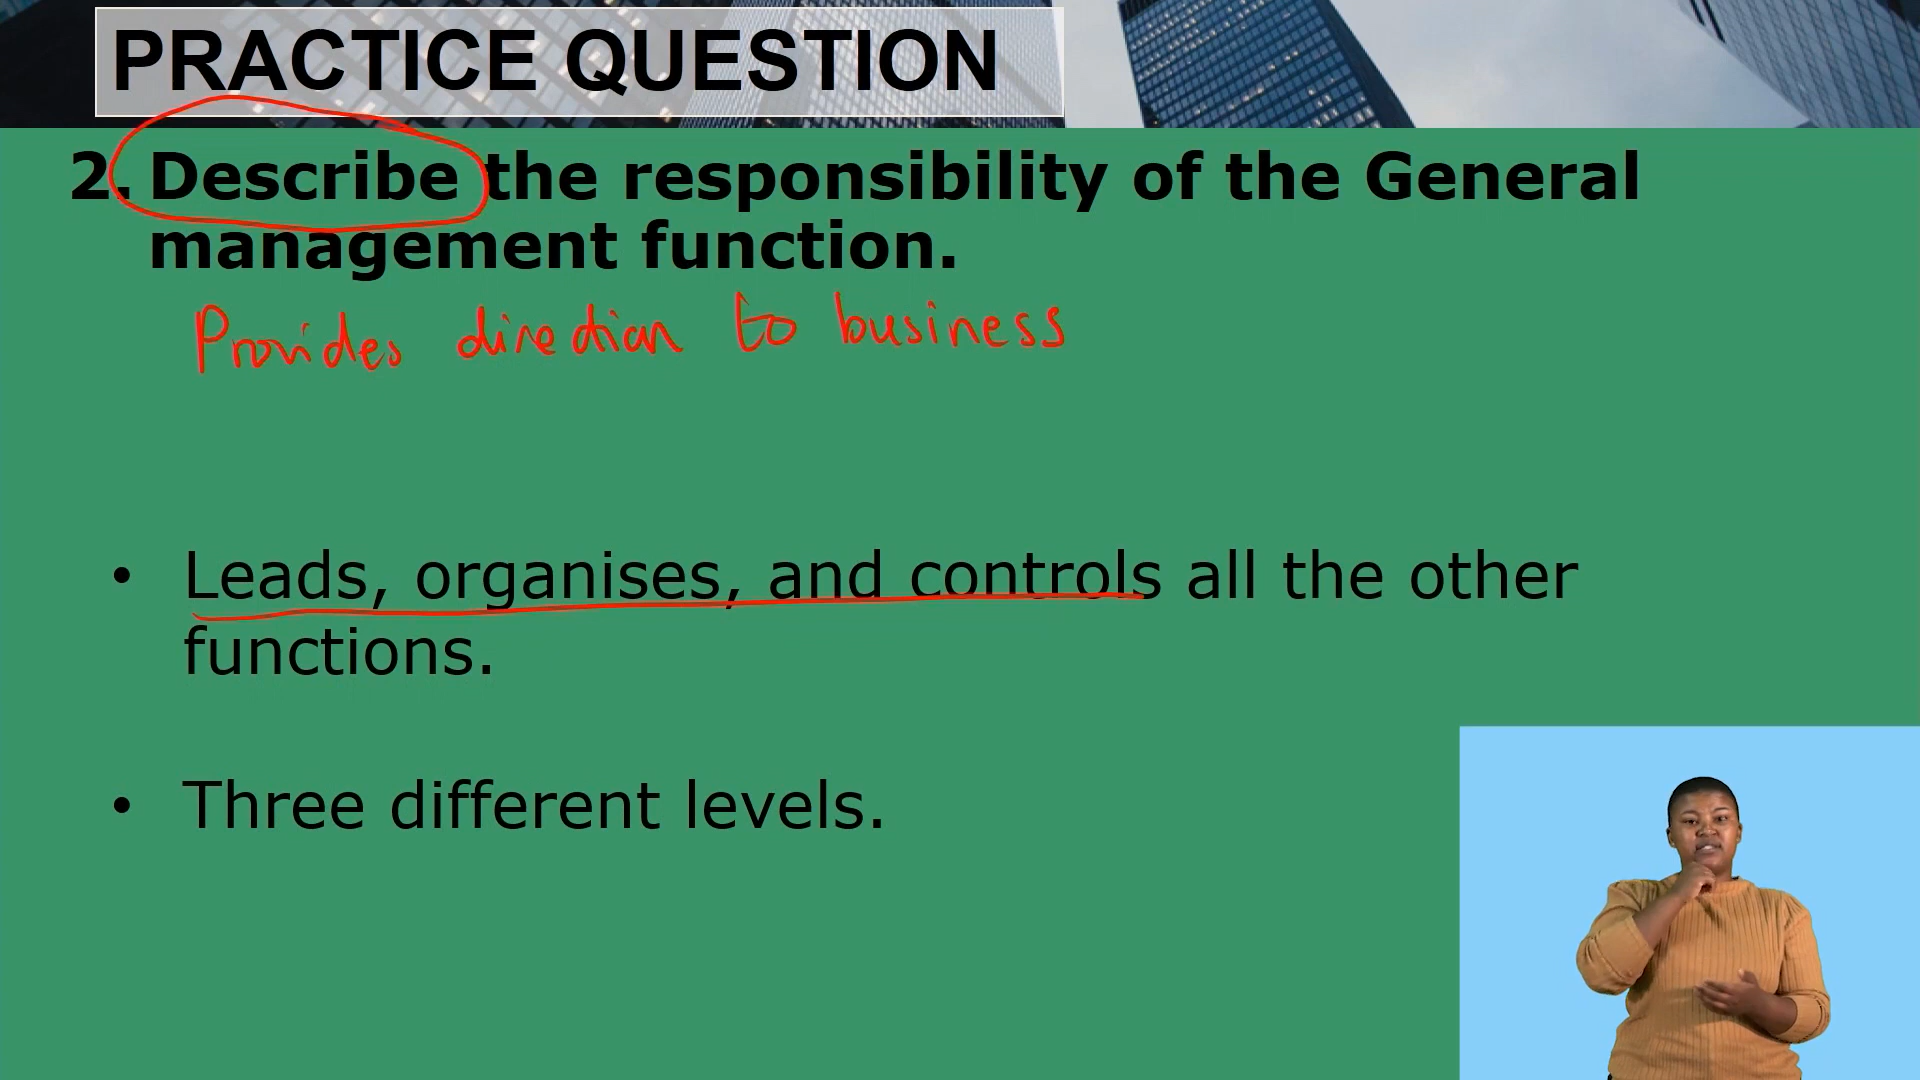 PRACTICE QUESTION
2. Describe the responsibility of the General
management function.
Provides direction to business
• Leads, organises, and controls all the other
functions.
• Three different levels.